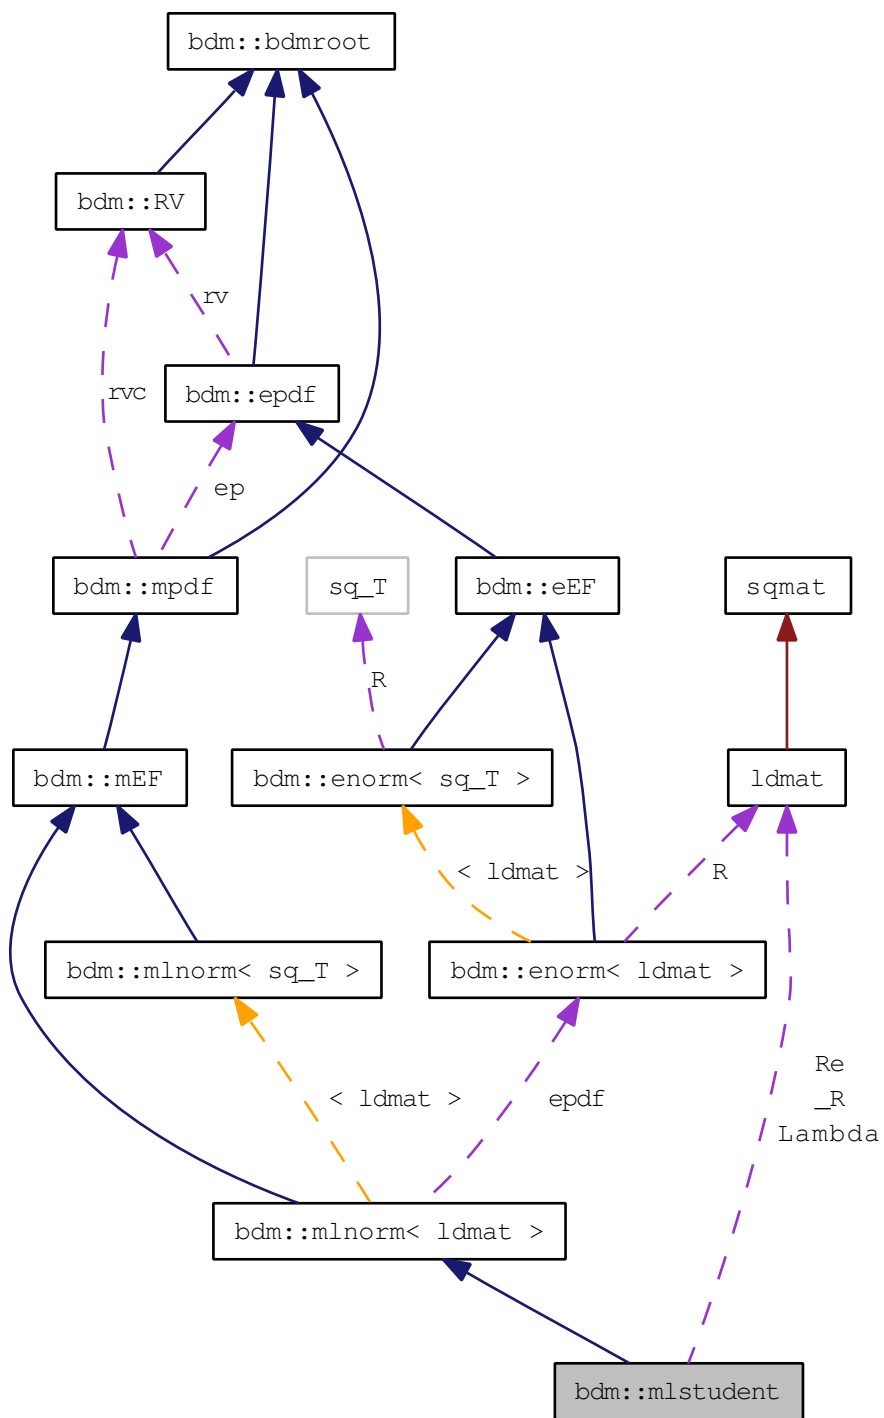 bdm::bdmroot
bdm::RV
rv
bdm::epdf
rvc
ep
bdm::mpdf
sq_T
bdm::eEF
sqmat
R
bdm::mEF
bdm::enorm< sq_T >
ldmat
< ldmat >
R
bdm::mlnorm< sq_T >
bdm::enorm< ldmat >
Re
_R
Lambda
< ldmat >
epdf
bdm::mlnorm< ldmat >
bdm::mlstudent